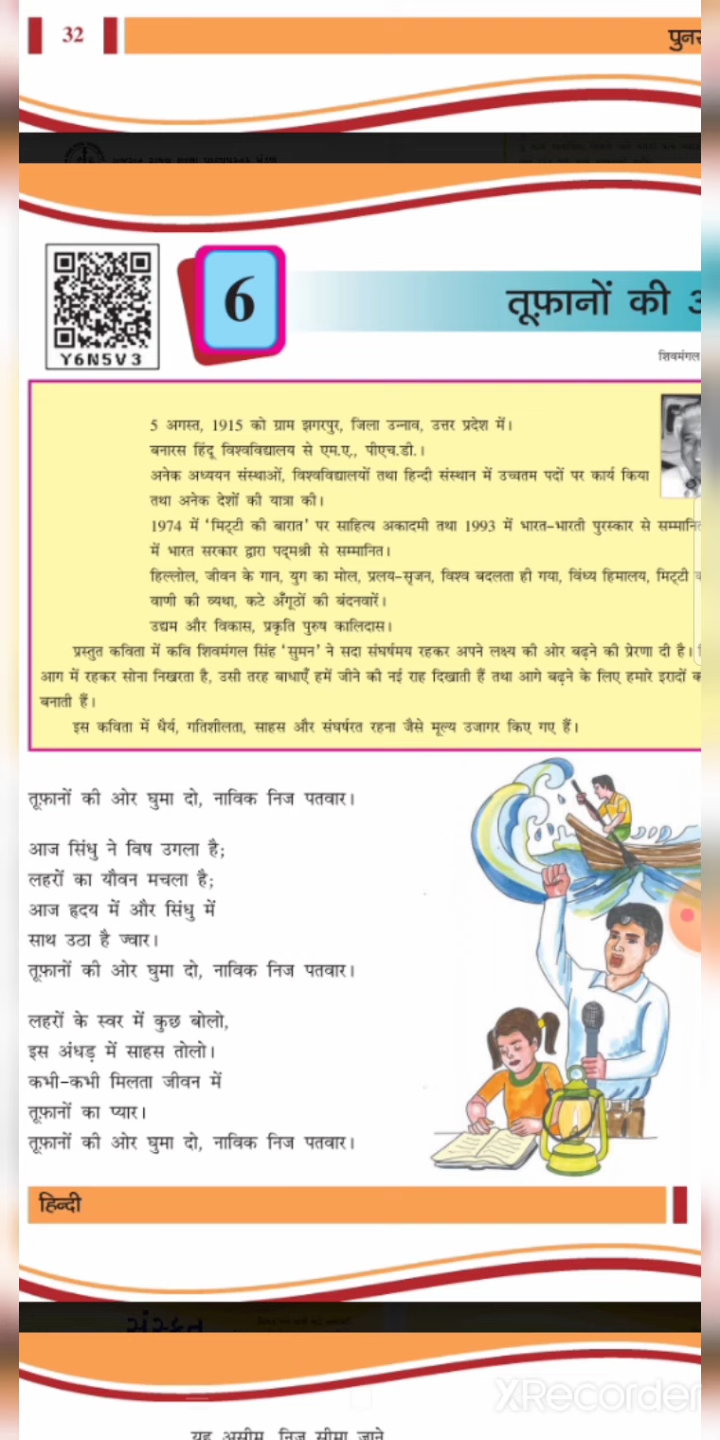 32
6
तूफ़ानों की
Y6N5V3
शिवमंगल
5 अगस्त, 1915 को ग्राम झगरपुर, जिला उन्नाव, उत्तर प्रदेश में।
बनारस हिंदू विश्वविद्यालय से एम.ए., पीएच.डी.।
अनेक अध्ययन संस्थाओं, विश्वविद्यालयों तथा हिन्दी संस्थान में उच्चतम पदों पर कार्य किया
तथा अनेक देशों की यात्रा की।
1974 में ‘मिट्टी की बारात’ पर साहित्य अकादमी तथा 1993 में भारत-भारती पुरस्कार से
में भारत सरकार द्वारा पद्मश्री से सम्मानित।
हिल्लोल, जीवन के गान, युग का मोल, प्रलय-सृजन, विश्व बदलता ही गया, विंध्य हिमालय, मिट्टी
वाणी की व्यथा, कटे अँगूठों की बंदनवारें।
उद्यम और विकास, प्रकृति पुरुष कालिदास।
प्रस्तुत कविता में कवि शिवमंगल सिंह ‘सुमन’ ने सदा संघर्षमय रहकर अपने लक्ष्य की ओर बढ़ने की प्रेरणा दी है।
आग में रहकर सोना निखरता है, उसी तरह बाधाएँ हमें जीने की नई राह दिखाती हैं तथा आगे बढ़ने के लिए हमारे इरादों
बनाती हैं।
इस कविता में धैर्य, गतिशीलता, साहस और संघर्षरत रहना जैसे मूल्य उजागर किए गए हैं।
तूफ़ानों की ओर घुमा दो, नाविक निज पतवार।
आज सिंधु ने विष उगला है;
लहरों का यौवन मचला है;
आज हृदय में और सिंधु में
साथ उठा है ज्वार।
तूफ़ानों की ओर घुमा दो, नाविक निज पतवार।
लहरों के स्वर में कुछ बोलो,
इस अंधड़ में साहस तोलो।
कभी-कभी मिलता जीवन में
तूफ़ानों का प्यार।
तूफ़ानों की ओर घुमा दो, नाविक निज पतवार।
हिन्दी
સંસ્કૃત
XRecorder
यह असीम, निज सीमा जाने